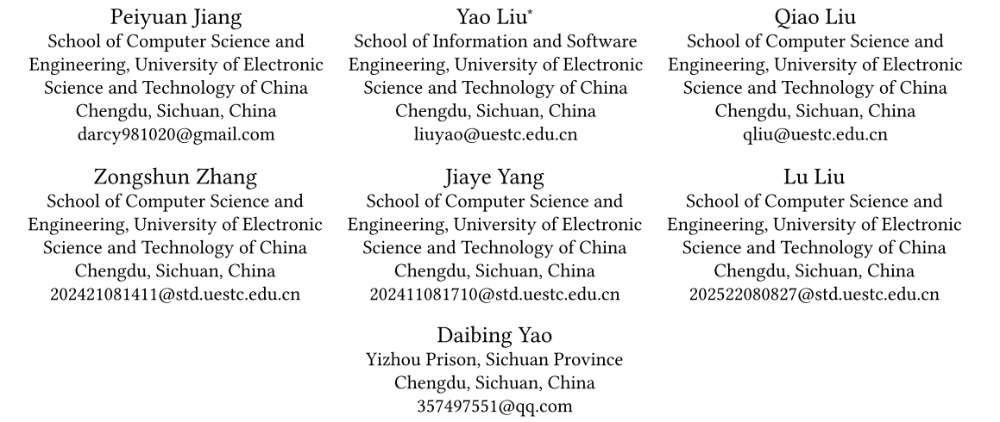 Peiyuan Jiang
School of Computer Science and
Engineering, University of Electronic
Science and Technology of China
Chengdu, Sichuan, China
darcy981020@gmail.com
Yao Liu*
School of Information and Software
Engineering, University of Electronic
Science and Technology of China
Chengdu, Sichuan, China
liuyao@uestc.edu.cn
Qiao Liu
School of Computer Science and
Engineering, University of Electronic
Science and Technology of China
Chengdu, Sichuan, China
qliu@uestc.edu.cn
Zongshun Zhang
School of Computer Science and
Engineering, University of Electronic
Science and Technology of China
Chengdu, Sichuan, China
202421081411@std.uestc.edu.cn
Jiaye Yang
School of Computer Science and
Engineering, University of Electronic
Science and Technology of China
Chengdu, Sichuan, China
202411081710@std.uestc.edu.cn
Lu Liu
School of Computer Science and
Engineering, University of Electronic
Science and Technology of China
Chengdu, Sichuan, China
202522080827@std.uestc.edu.cn
Daibing Yao
Yizhou Prison, Sichuan Province
Chengdu, Sichuan, China
357497551@qq.com